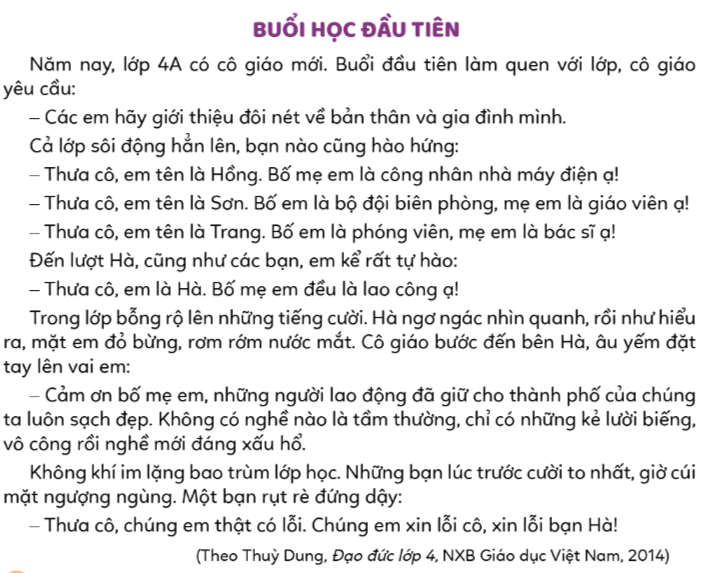 BUỔI HỌC ĐẦU TIÊN
Năm nay, lớp 4A có cô giáo mới. Buổi đầu tiên làm quen với lớp, cô giáo
yêu cầu:
– Các em hãy giới thiệu đôi nét về bản thân và gia đình mình.
Cả lớp sôi động hẳn lên, bạn nào cũng hào hứng:
– Thưa cô, em tên là Hồng. Bố mẹ em là công nhân nhà máy điện ạ!
– Thưa cô, em tên là Sơn. Bố em là bộ đội biên phòng, mẹ em là giáo viên ạ!
– Thưa cô, em tên là Trang. Bố em là phóng viên, mẹ em là bác sĩ ạ!
Đến lượt Hà, cũng như các bạn, em kể rất tự hào:
– Thưa cô, em là Hà. Bố mẹ em đều là lao công ạ!
Trong lớp bỗng rộ lên những tiếng cười. Hà ngơ ngác nhìn quanh, rồi như hiểu
ra, mặt em đỏ bừng, rơm rớm nước mắt. Cô giáo bước đến bên Hà, âu yếm đặt
tay lên vai em:
– Cảm ơn bố mẹ em, những người lao động đã giữ cho thành phố của chúng
ta luôn sạch đẹp. Không có nghề nào là tầm thường, chỉ có những kẻ lười biếng,
vô công rồi nghề mới đáng xấu hổ.
Không khí im lặng bao trùm lớp học. Những bạn lúc trước cười to nhất, giờ cúi
mặt ngượng ngùng. Một bạn rụt rè đứng dậy:
– Thưa cô, chúng em thật có lỗi. Chúng em xin lỗi cô, xin lỗi bạn Hà!
(Theo Thuỳ Dung, Đạo đức lớp 4, NXB Giáo dục Việt Nam, 2014)